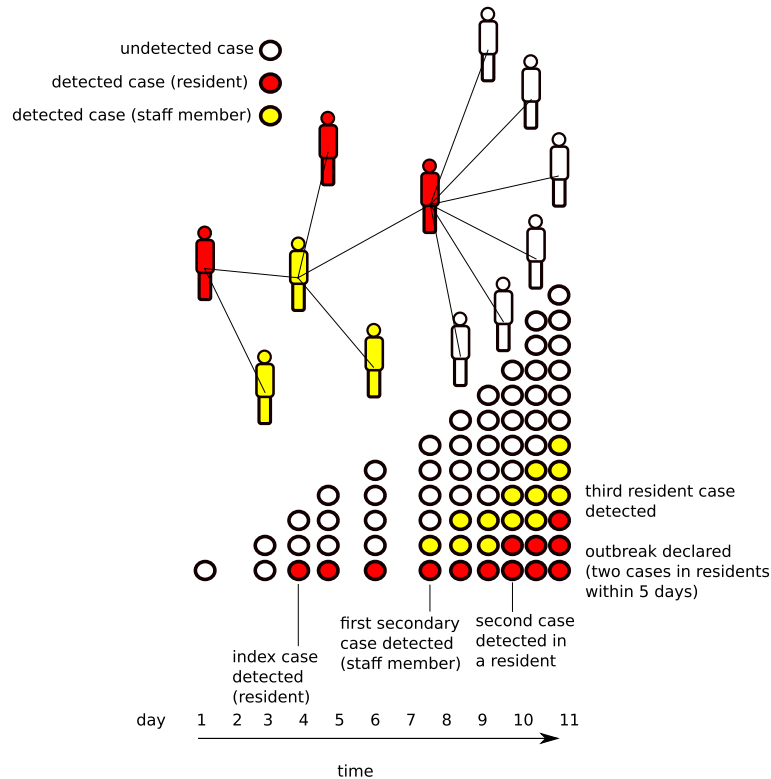 undetected case
detected case (resident)
detected case (staff member)
third resident case
detected
outbreak declared
(two cases in residents
within 5 days)
first secondary
case detected
(staff member)
second case
detected in
a resident
index case
detected
(resident)
day 1 2 3 4 5 6 7 8 9 10 11
time